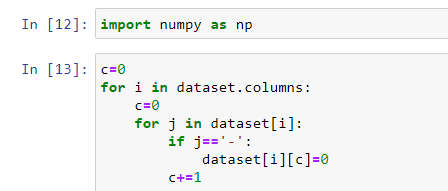 In [12]: import numpy as np
In [13]: c=0
for i in dataset.columns:
    c=0
    for j in dataset[i]:
        if j=='-':
            dataset[i][c]=0
        c+=1